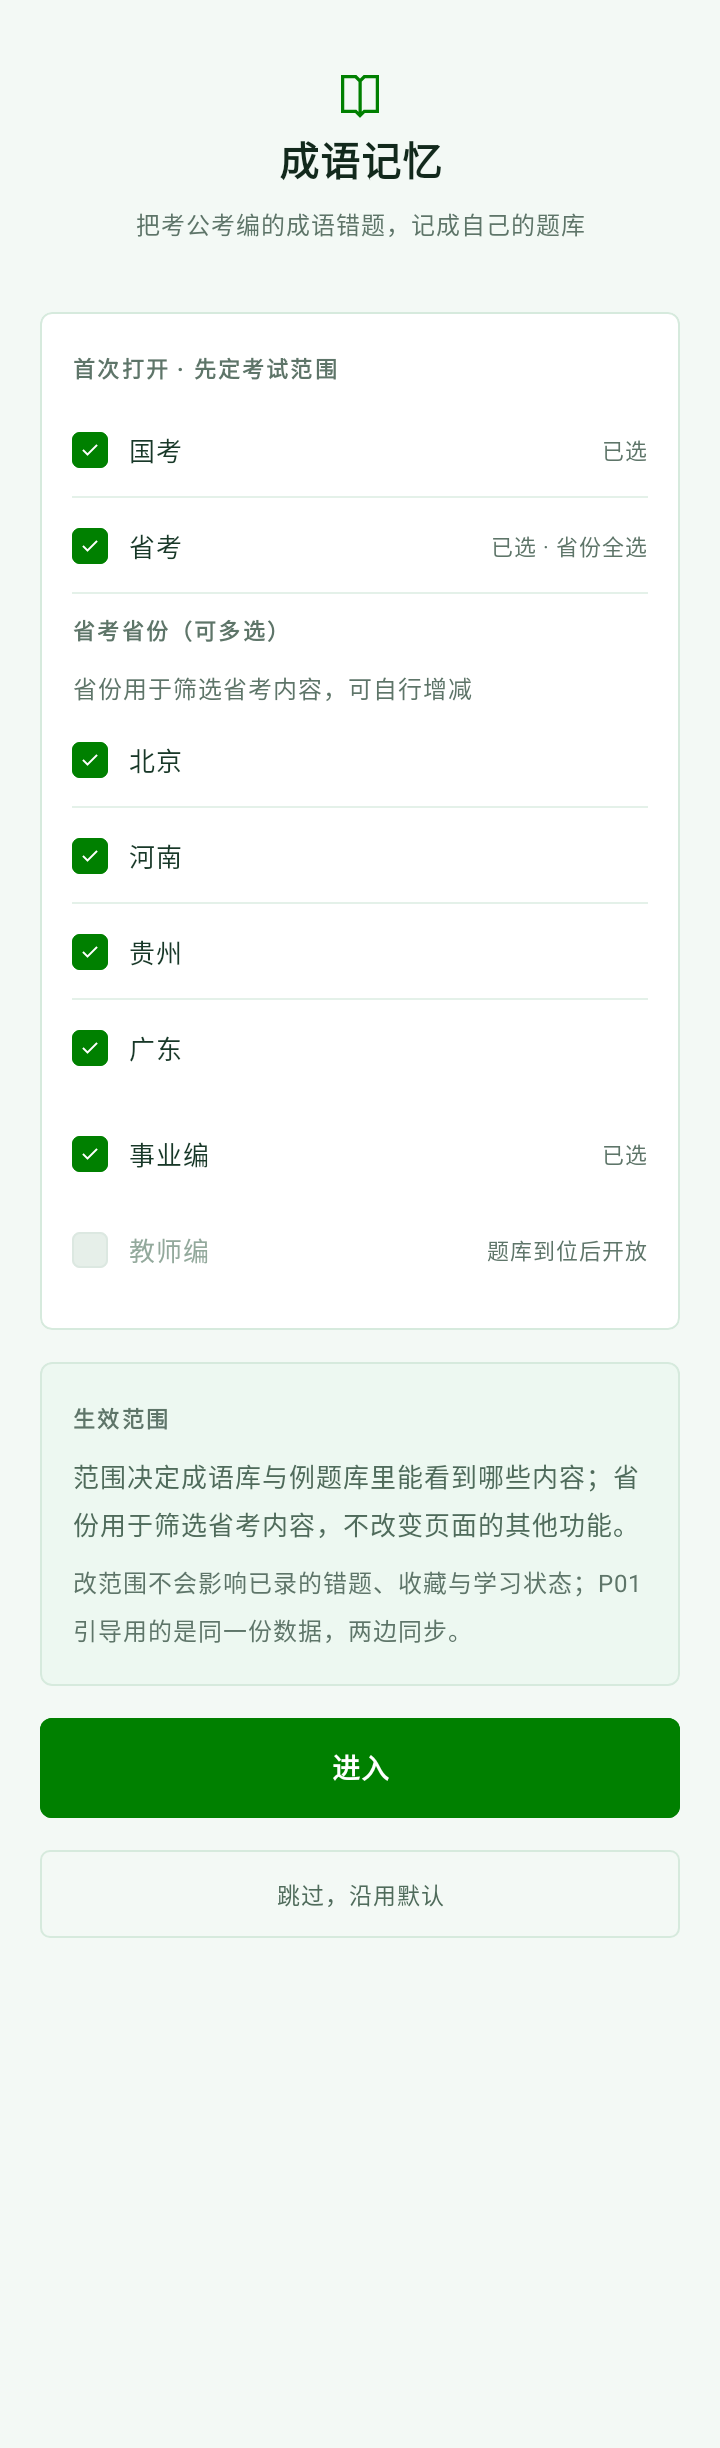 成语记忆
把考公考编的成语错题，记成自己的题库
首次打开 · 先定考试范围
国考 已选
省考 已选 · 省份全选
省考省份（可多选）
省份用于筛选省考内容，可自行增减
北京
河南
贵州
广东
事业编 已选
教师编 题库到位后开放
生效范围
范围决定成语库与例题库里能看到哪些内容；省
份用于筛选省考内容，不改变页面的其他功能。
改范围不会影响已录的错题、收藏与学习状态；P01
引导用的是同一份数据，两边同步。
进入
跳过，沿用默认